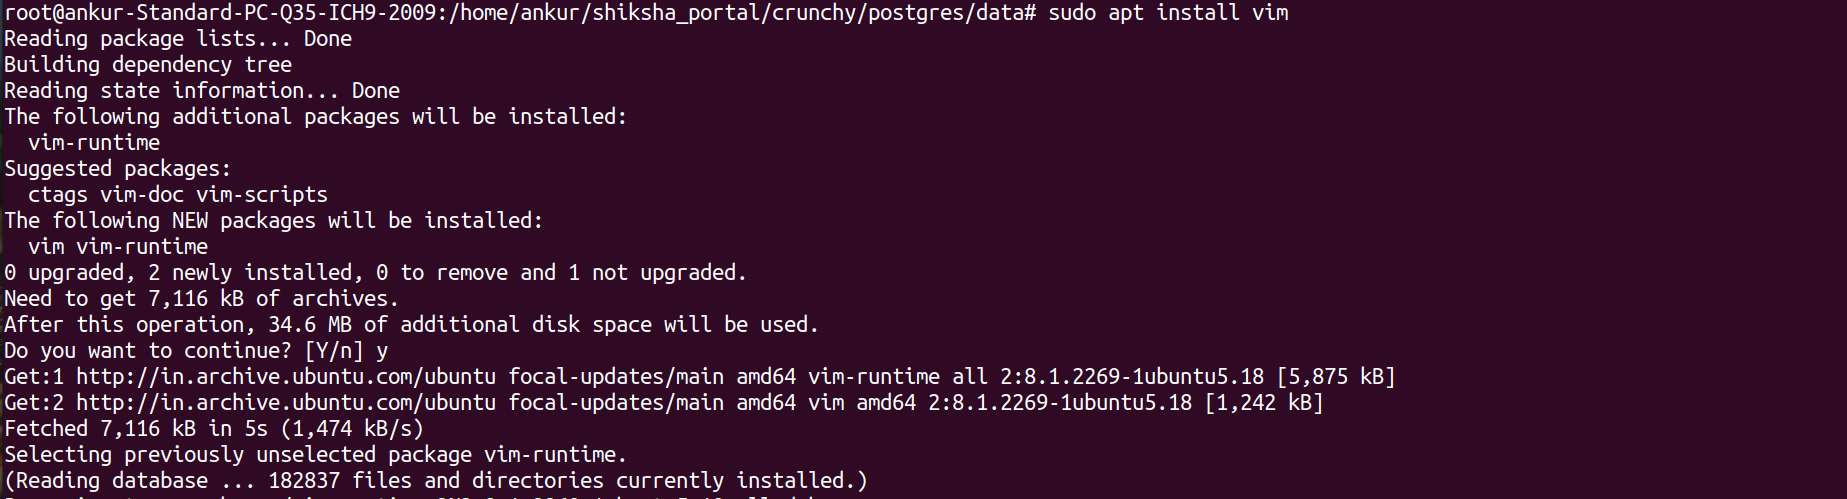 root@ankur-Standard-PC-Q35-ICH9-2009:/home/ankur/shiksha_portal/crunchy/postgres/data# sudo apt install vim
Reading package lists... Done
Building dependency tree
Reading state information... Done
The following additional packages will be installed:
  vim-runtime
Suggested packages:
  ctags vim-doc vim-scripts
The following NEW packages will be installed:
  vim vim-runtime
0 upgraded, 2 newly installed, 0 to remove and 1 not upgraded.
Need to get 7,116 kB of archives.
After this operation, 34.6 MB of additional disk space will be used.
Do you want to continue? [Y/n] y
Get:1 http://in.archive.ubuntu.com/ubuntu focal-updates/main amd64 vim-runtime all 2:8.1.2269-1ubuntu5.18 [5,875 kB]
Get:2 http://in.archive.ubuntu.com/ubuntu focal-updates/main amd64 vim amd64 2:8.1.2269-1ubuntu5.18 [1,242 kB]
Fetched 7,116 kB in 5s (1,474 kB/s)
Selecting previously unselected package vim-runtime.
(Reading database ... 182837 files and directories currently installed.)